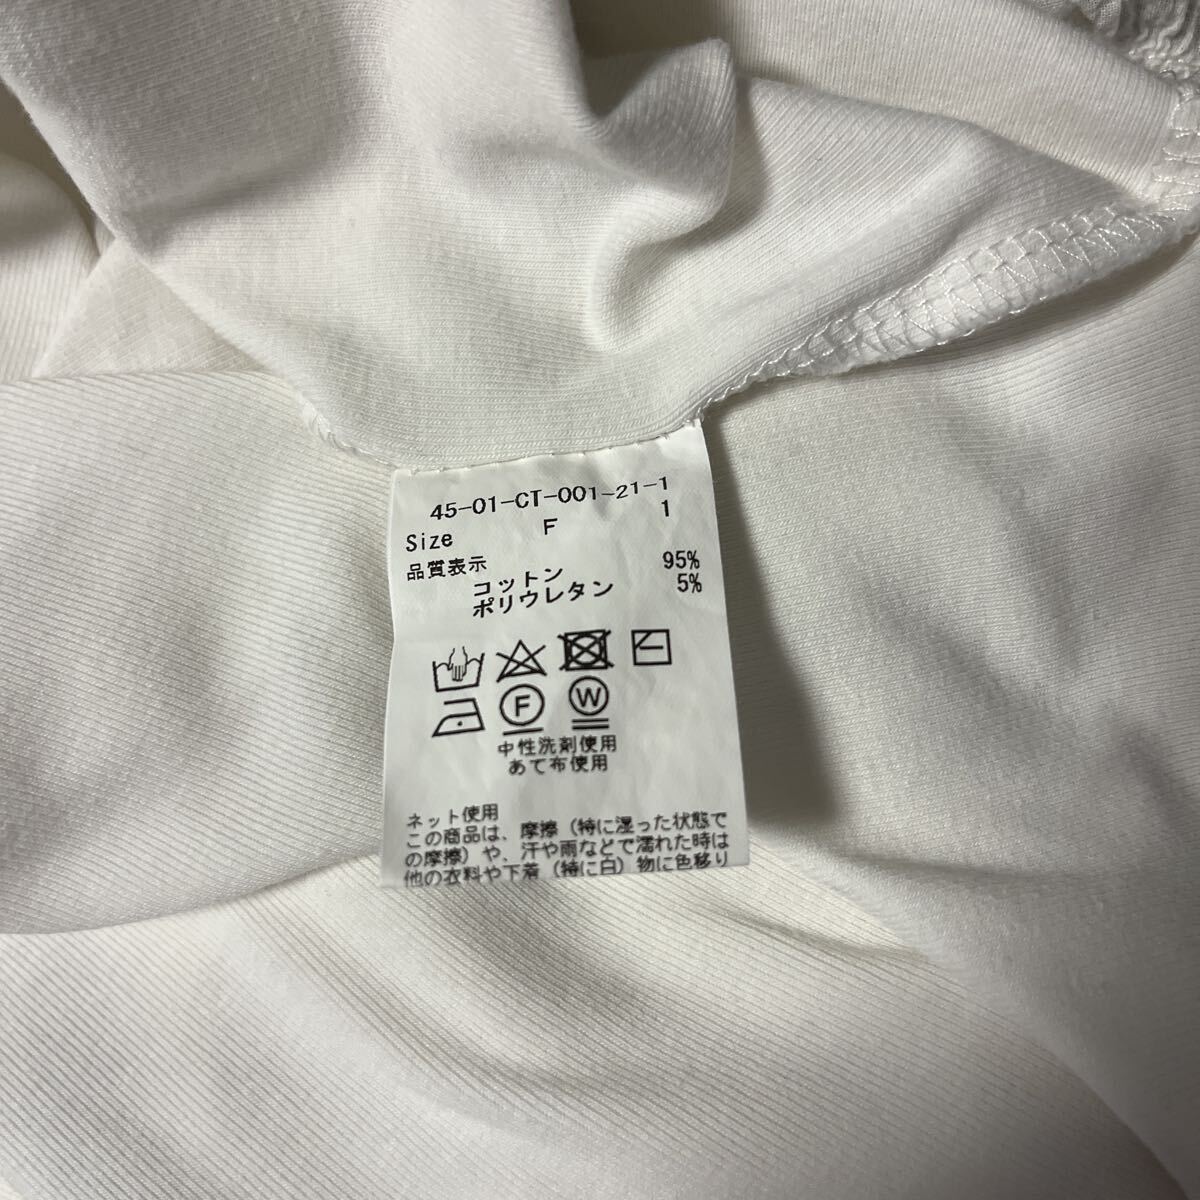 45-01-CT-001-21-1
Size F 1
品質表示
コットン 95%
ポリウレタン 5%
F W
中性洗剤使用
あて布使用
ネット使用
この商品は、摩擦（特に湿った状態で
の摩擦）や、汗や雨などで濡れた時は
他の衣料や下着（特に白）物に色移り